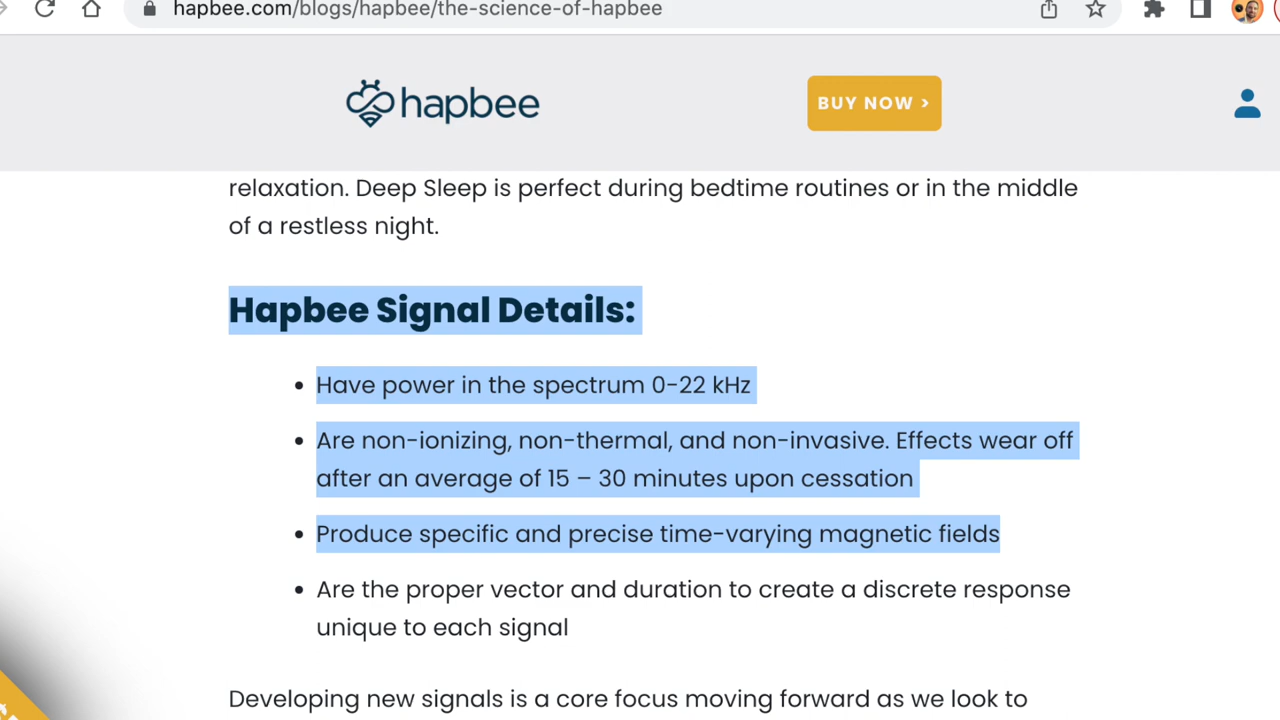 hapbee.com/blogs/hapbee/the-science-of-hapbee
hapbee
BUY NOW >
relaxation. Deep Sleep is perfect during bedtime routines or in the middle
of a restless night.
Hapbee Signal Details:
• Have power in the spectrum 0-22 kHz
• Are non-ionizing, non-thermal, and non-invasive. Effects wear off
after an average of 15 – 30 minutes upon cessation
• Produce specific and precise time-varying magnetic fields
• Are the proper vector and duration to create a discrete response
unique to each signal
Developing new signals is a core focus moving forward as we look to